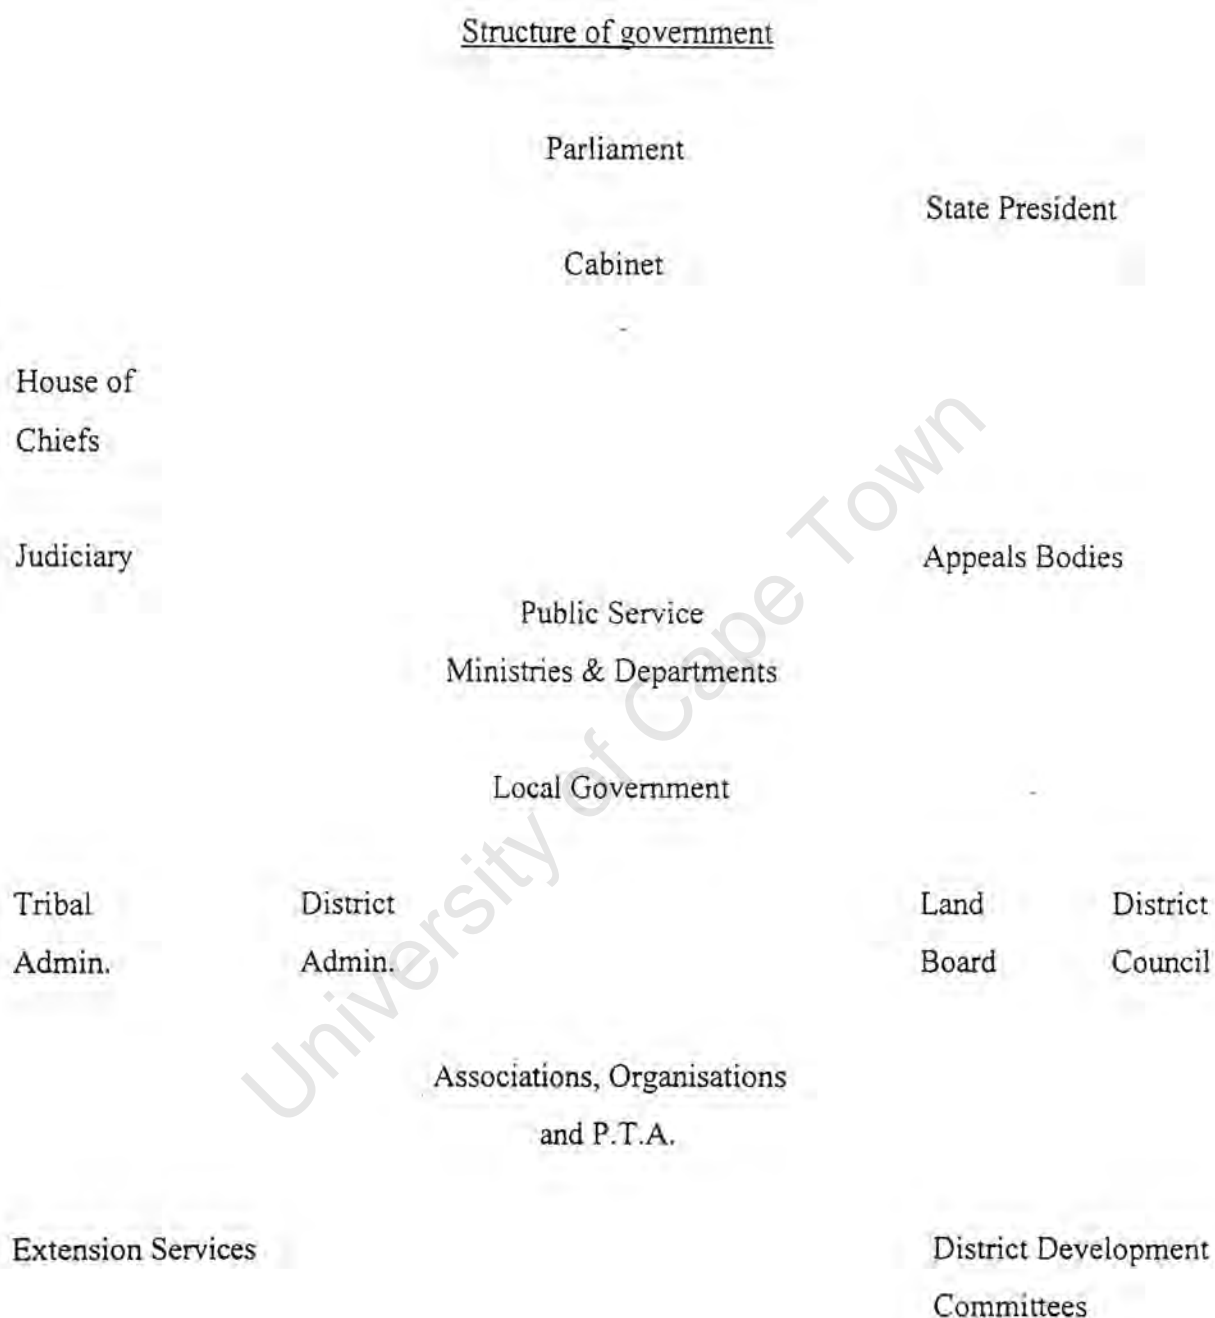 Structure of government
Parliament
State President
Cabinet
House of
Chiefs
Judiciary
Appeals Bodies
Public Service
Ministries & Departments
Local Government
Tribal District Land District
Admin. Admin. Board Council
Associations, Organisations
and P.T.A.
Extension Services District Development
Committees
University of Cape Town